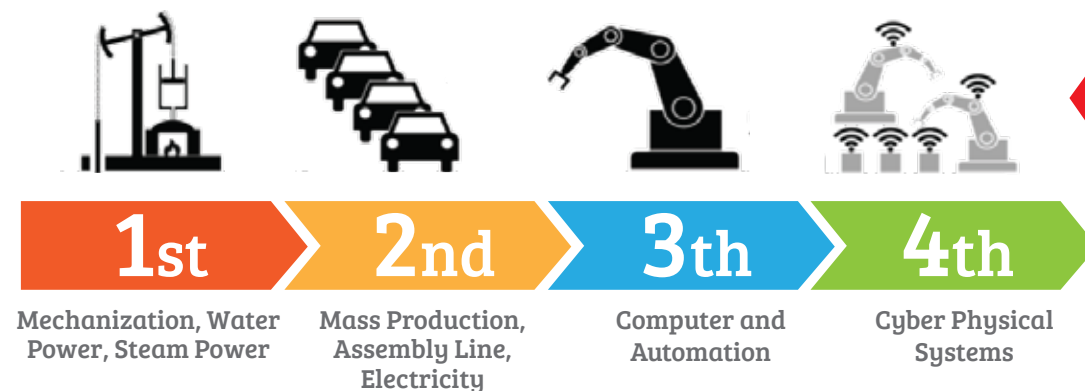 1st
2nd
3th
4th
Mechanization, Water
Power, Steam Power
Mass Production,
Assembly Line,
Electricity
Computer and
Automation
Cyber Physical
Systems